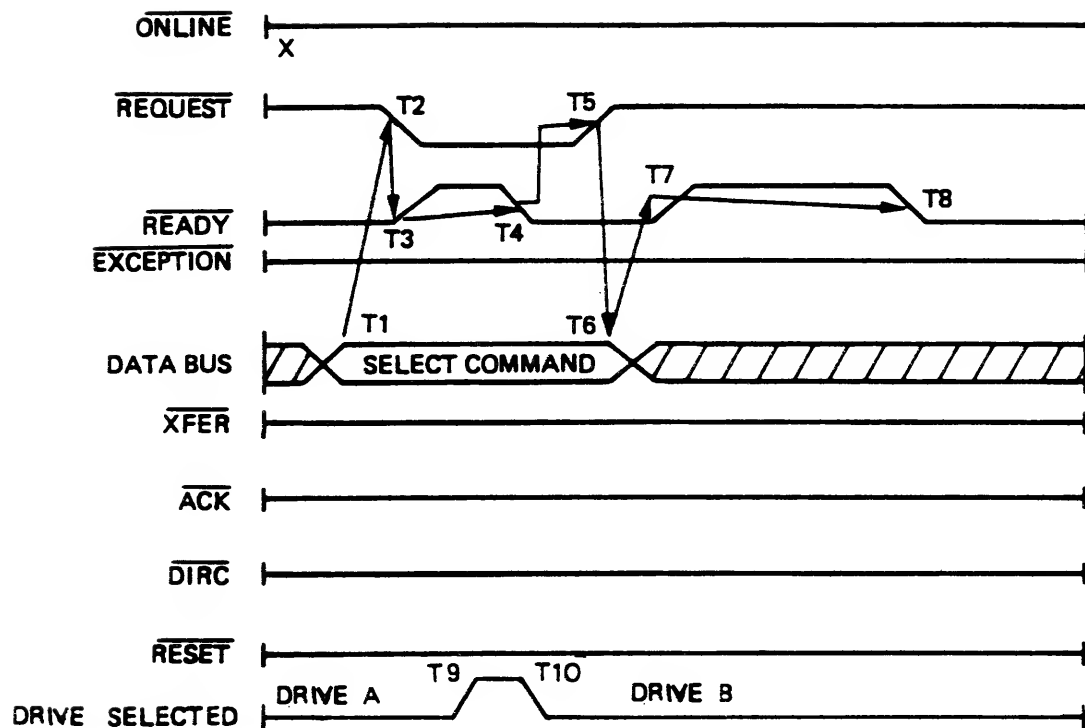 ONLINE
X
REQUEST T2 T5
READY T3 T4 T7 T8
EXCEPTION
T1 T6
DATA BUS SELECT COMMAND
XFER
ACK
DIRC
RESET
T9 T10
DRIVE SELECTED DRIVE A DRIVE B